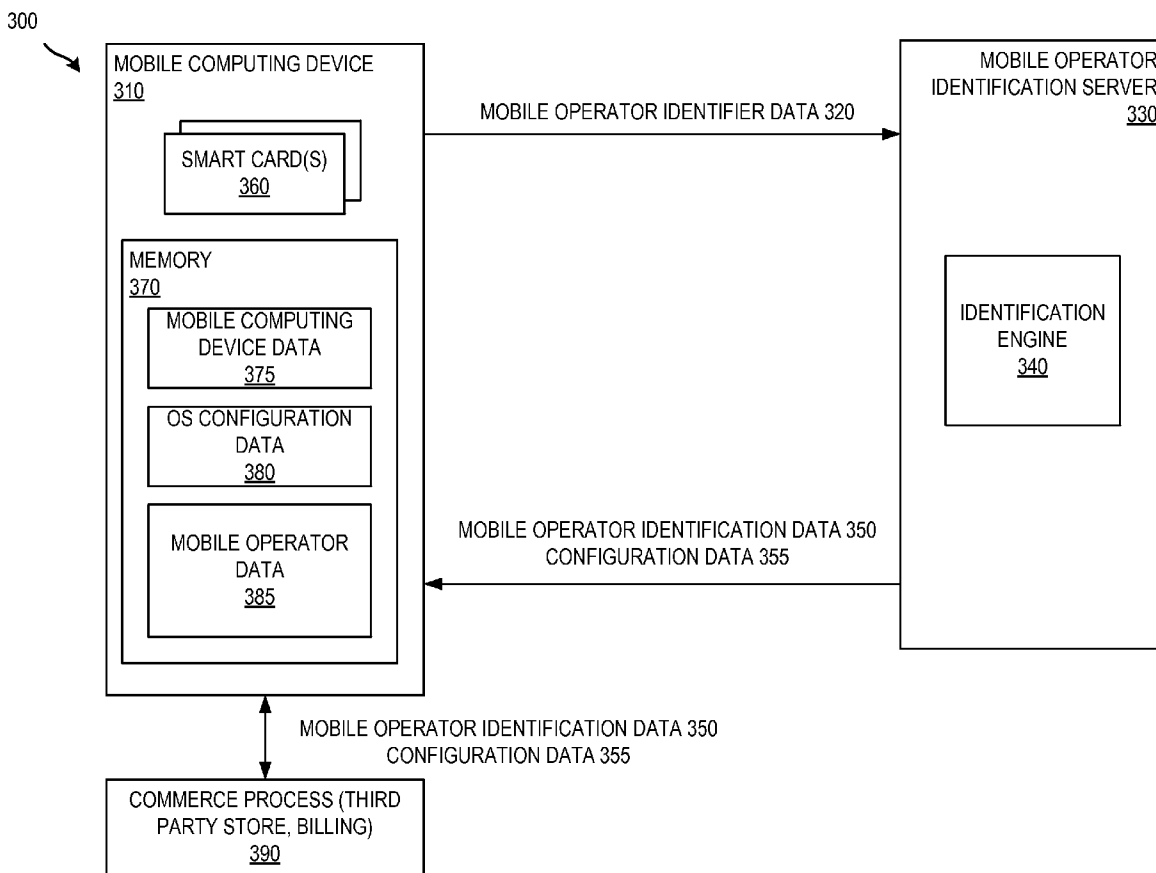 300
MOBILE COMPUTING DEVICE
310
SMART CARD(S)
360
MEMORY
370
MOBILE COMPUTING
DEVICE DATA
375
OS CONFIGURATION
DATA
380
MOBILE OPERATOR
DATA
385
MOBILE OPERATOR IDENTIFIER DATA 320
MOBILE OPERATOR
IDENTIFICATION SERVER
330
IDENTIFICATION
ENGINE
340
MOBILE OPERATOR IDENTIFICATION DATA 350
CONFIGURATION DATA 355
MOBILE OPERATOR IDENTIFICATION DATA 350
CONFIGURATION DATA 355
COMMERCE PROCESS (THIRD
PARTY STORE, BILLING)
390